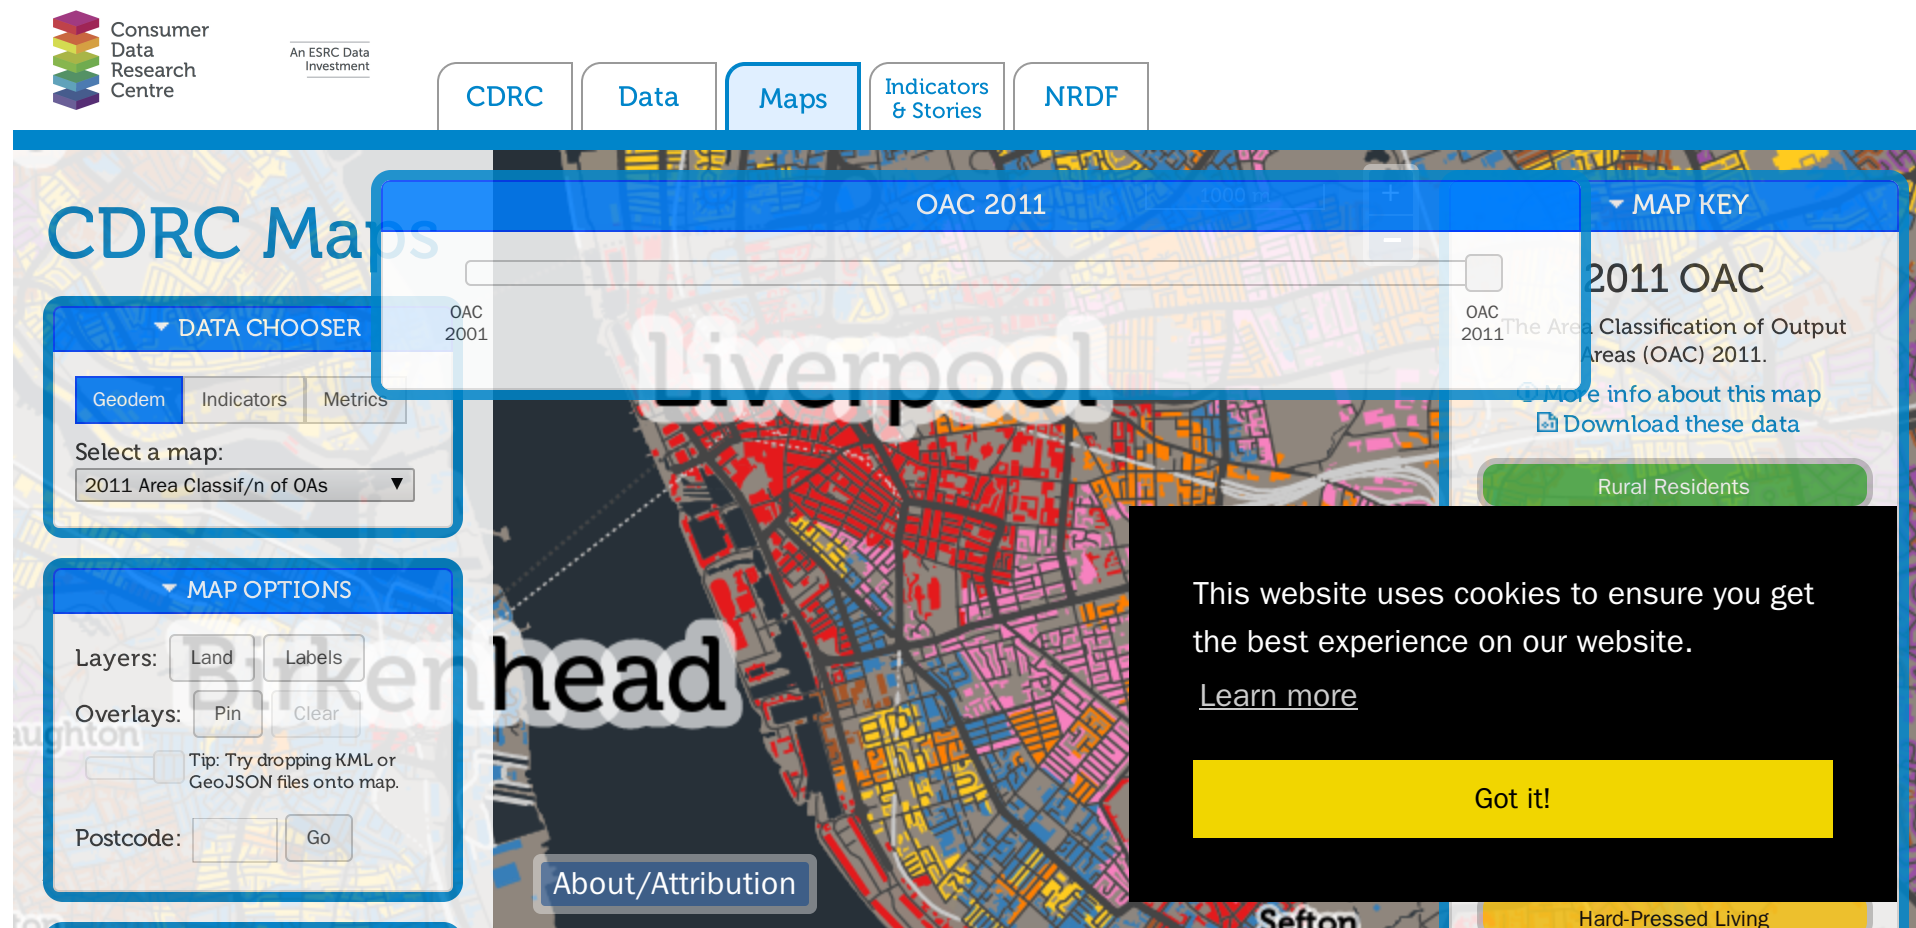 Consumer
Data
Research
Centre
An ESRC Data
Investment
CDRC
Data
Maps
Indicators
& Stories
NRDF
CDRC Maps
OAC 2011
1000 m
+
−
OAC
2001
OAC
2011
DATA CHOOSER
Geodem
Indicators
Metrics
Select a map:
2011 Area Classif/n of OAs
MAP OPTIONS
Layers:
Land
Labels
Overlays:
Pin
Clear
Tip: Try dropping KML or
GeoJSON files onto map.
Postcode:
Go
Liverpool
Birkenhead
Sefton
About/Attribution
MAP KEY
2011 OAC
The Area Classification of Output
Areas (OAC) 2011.
More info about this map
Download these data
Rural Residents
This website uses cookies to ensure you get
the best experience on our website.
Learn more
Got it!
Hard-Pressed Living